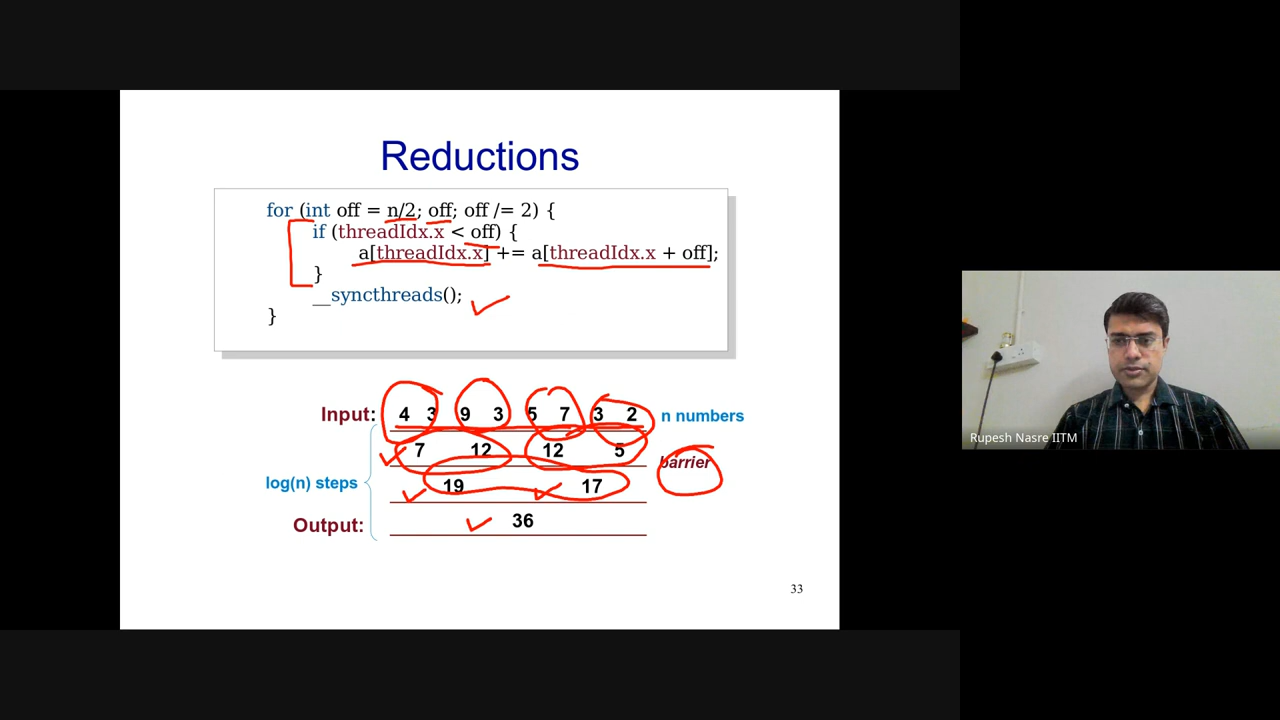 Reductions
for (int off = n/2; off; off /= 2) {
if (threadIdx.x < off) {
a[threadIdx.x] += a[threadIdx.x + off];
}
__syncthreads();
}
Input: 4 3 9 3 5 7 3 2 n numbers
7 12 12 5
barrier
log(n) steps 19 17
Output: 36
33
Rupesh Nasre IITM